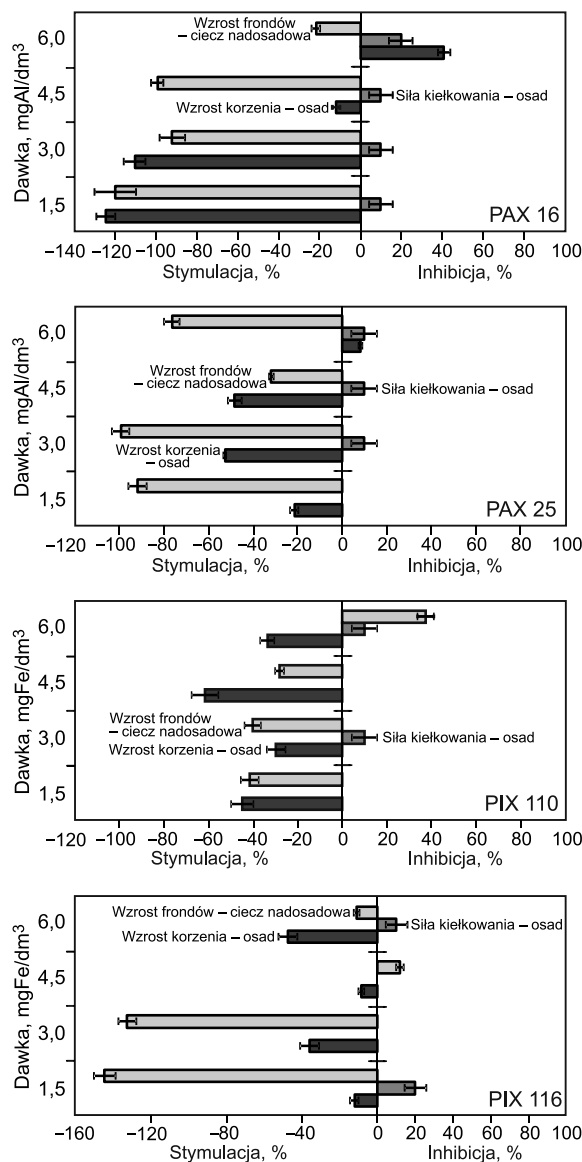 Dawka, mgAl/dm³
6,0
4,5
3,0
1,5
Wzrost frondów
– ciecz nadosadowa
Siła kiełkowania – osad
Wzrost korzenia – osad
PAX 16
−140 −120 −100 −80 −60 −40 −20 0 20 40 60 80 100
Stymulacja, % Inhibicja, %
Dawka, mgAl/dm³
6,0
4,5
3,0
1,5
Wzrost frondów
– ciecz nadosadowa
Siła kiełkowania – osad
Wzrost korzenia
– osad
PAX 25
−120 −100 −80 −60 −40 −20 0 20 40 60 80 100
Stymulacja, % Inhibicja, %
Dawka, mgFe/dm³
6,0
4,5
3,0
1,5
Wzrost frondów
– ciecz nadosadowa
Siła kiełkowania – osad
Wzrost korzenia – osad
PIX 110
−120 −100 −80 −60 −40 −20 0 20 40 60 80 100
Stymulacja, % Inhibicja, %
Dawka, mgFe/dm³
6,0
4,5
3,0
1,5
Wzrost frondów – ciecz nadosadowa
Siła kiełkowania – osad
Wzrost korzenia – osad
PIX 116
−160 −120 −80 −40 0 20 40 60 80 100
Stymulacja, % Inhibicja, %